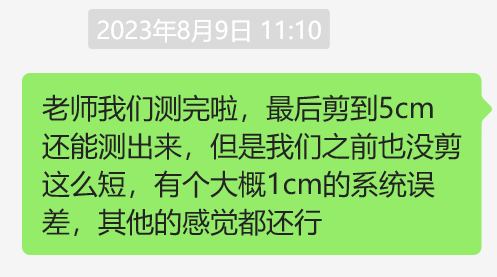 2023年8月9日 11:10
老师我们测完啦，最后剪到5cm
还能测出来，但是我们之前也没剪
这么短，有个大概1cm的系统误
差，其他的感觉都还行